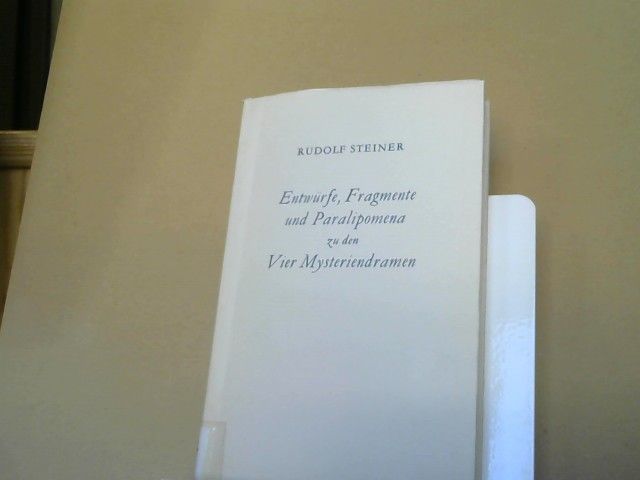 RUDOLF STEINER
Entwürfe, Fragmente
und Paralipomena
zu den
Vier Mysteriendramen